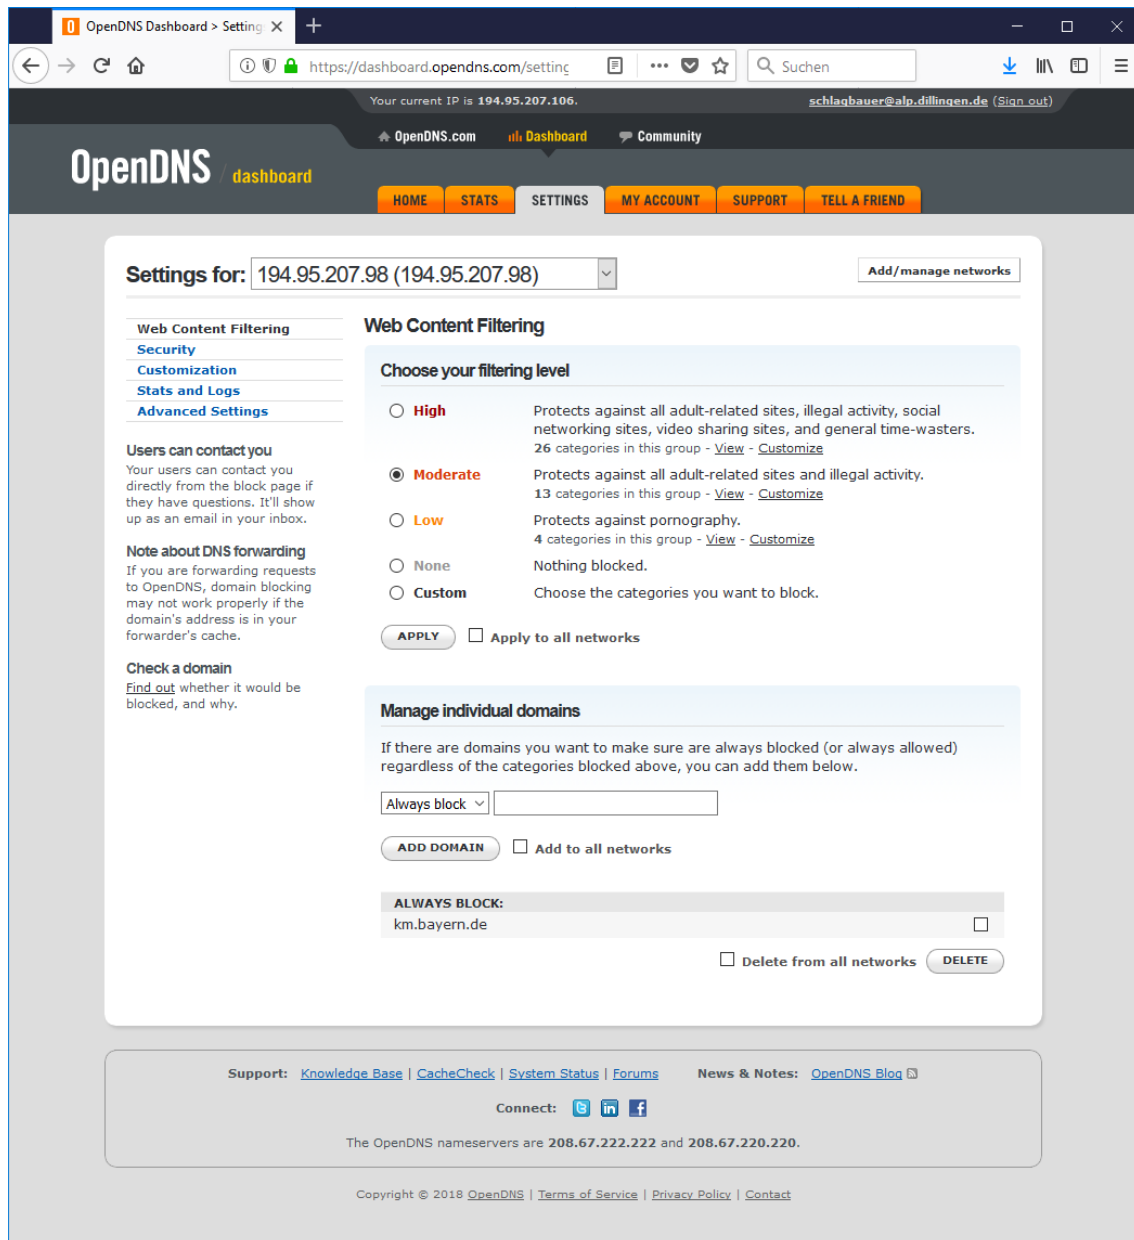 OpenDNS Dashboard > Setting
https://dashboard.opendns.com/setting
Suchen
Your current IP is 194.95.207.106.
schlagbauer@alp.dillingen.de (Sign out)
OpenDNS.com
Dashboard
Community
OpenDNS / dashboard
HOME
STATS
SETTINGS
MY ACCOUNT
SUPPORT
TELL A FRIEND
Settings for: 194.95.207.98 (194.95.207.98)
Add/manage networks
Web Content Filtering
Security
Customization
Stats and Logs
Advanced Settings
Users can contact you
Your users can contact you
directly from the block page if
they have questions. It'll show
up as an email in your inbox.
Note about DNS forwarding
If you are forwarding requests
to OpenDNS, domain blocking
may not work properly if the
domain's address is in your
forwarder's cache.
Check a domain
Find out whether it would be
blocked, and why.
Web Content Filtering
Choose your filtering level
High
Protects against all adult-related sites, illegal activity, social
networking sites, video sharing sites, and general time-wasters.
26 categories in this group - View - Customize
Moderate
Protects against all adult-related sites and illegal activity.
13 categories in this group - View - Customize
Low
Protects against pornography.
4 categories in this group - View - Customize
None
Nothing blocked.
Custom
Choose the categories you want to block.
APPLY
Apply to all networks
Manage individual domains
If there are domains you want to make sure are always blocked (or always allowed)
regardless of the categories blocked above, you can add them below.
Always block
ADD DOMAIN
Add to all networks
ALWAYS BLOCK:
km.bayern.de
Delete from all networks
DELETE
Support: Knowledge Base | CacheCheck | System Status | Forums
News & Notes: OpenDNS Blog
Connect:
The OpenDNS nameservers are 208.67.222.222 and 208.67.220.220.
Copyright © 2018 OpenDNS | Terms of Service | Privacy Policy | Contact